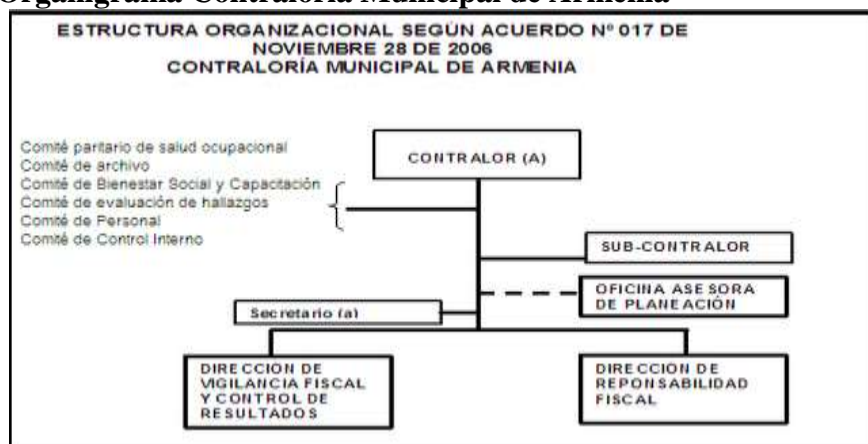 Organigrama Contraloría Municipal de Armenia
ESTRUCTURA ORGANIZACIONAL SEGÚN ACUERDO Nº 017 DE
NOVIEMBRE 28 DE 2006
CONTRALORÍA MUNICIPAL DE ARMENIA
Comité paritario de salud ocupacional
Comité de archivo
Comité de Bienestar Social y Capacitación
Comité de evaluación de hallazgos
Comité de Personal
Comité de Control Interno
CONTRALOR (A)
SUB-CONTRALOR
OFICINA ASESORA
DE PLANEACIÓN
Secretario (a)
DIRECCIÓN DE
VIGILANCIA FISCAL
Y CONTROL DE
RESULTADOS
DIRECCIÓN DE
REPONSABILIDAD
FISCAL